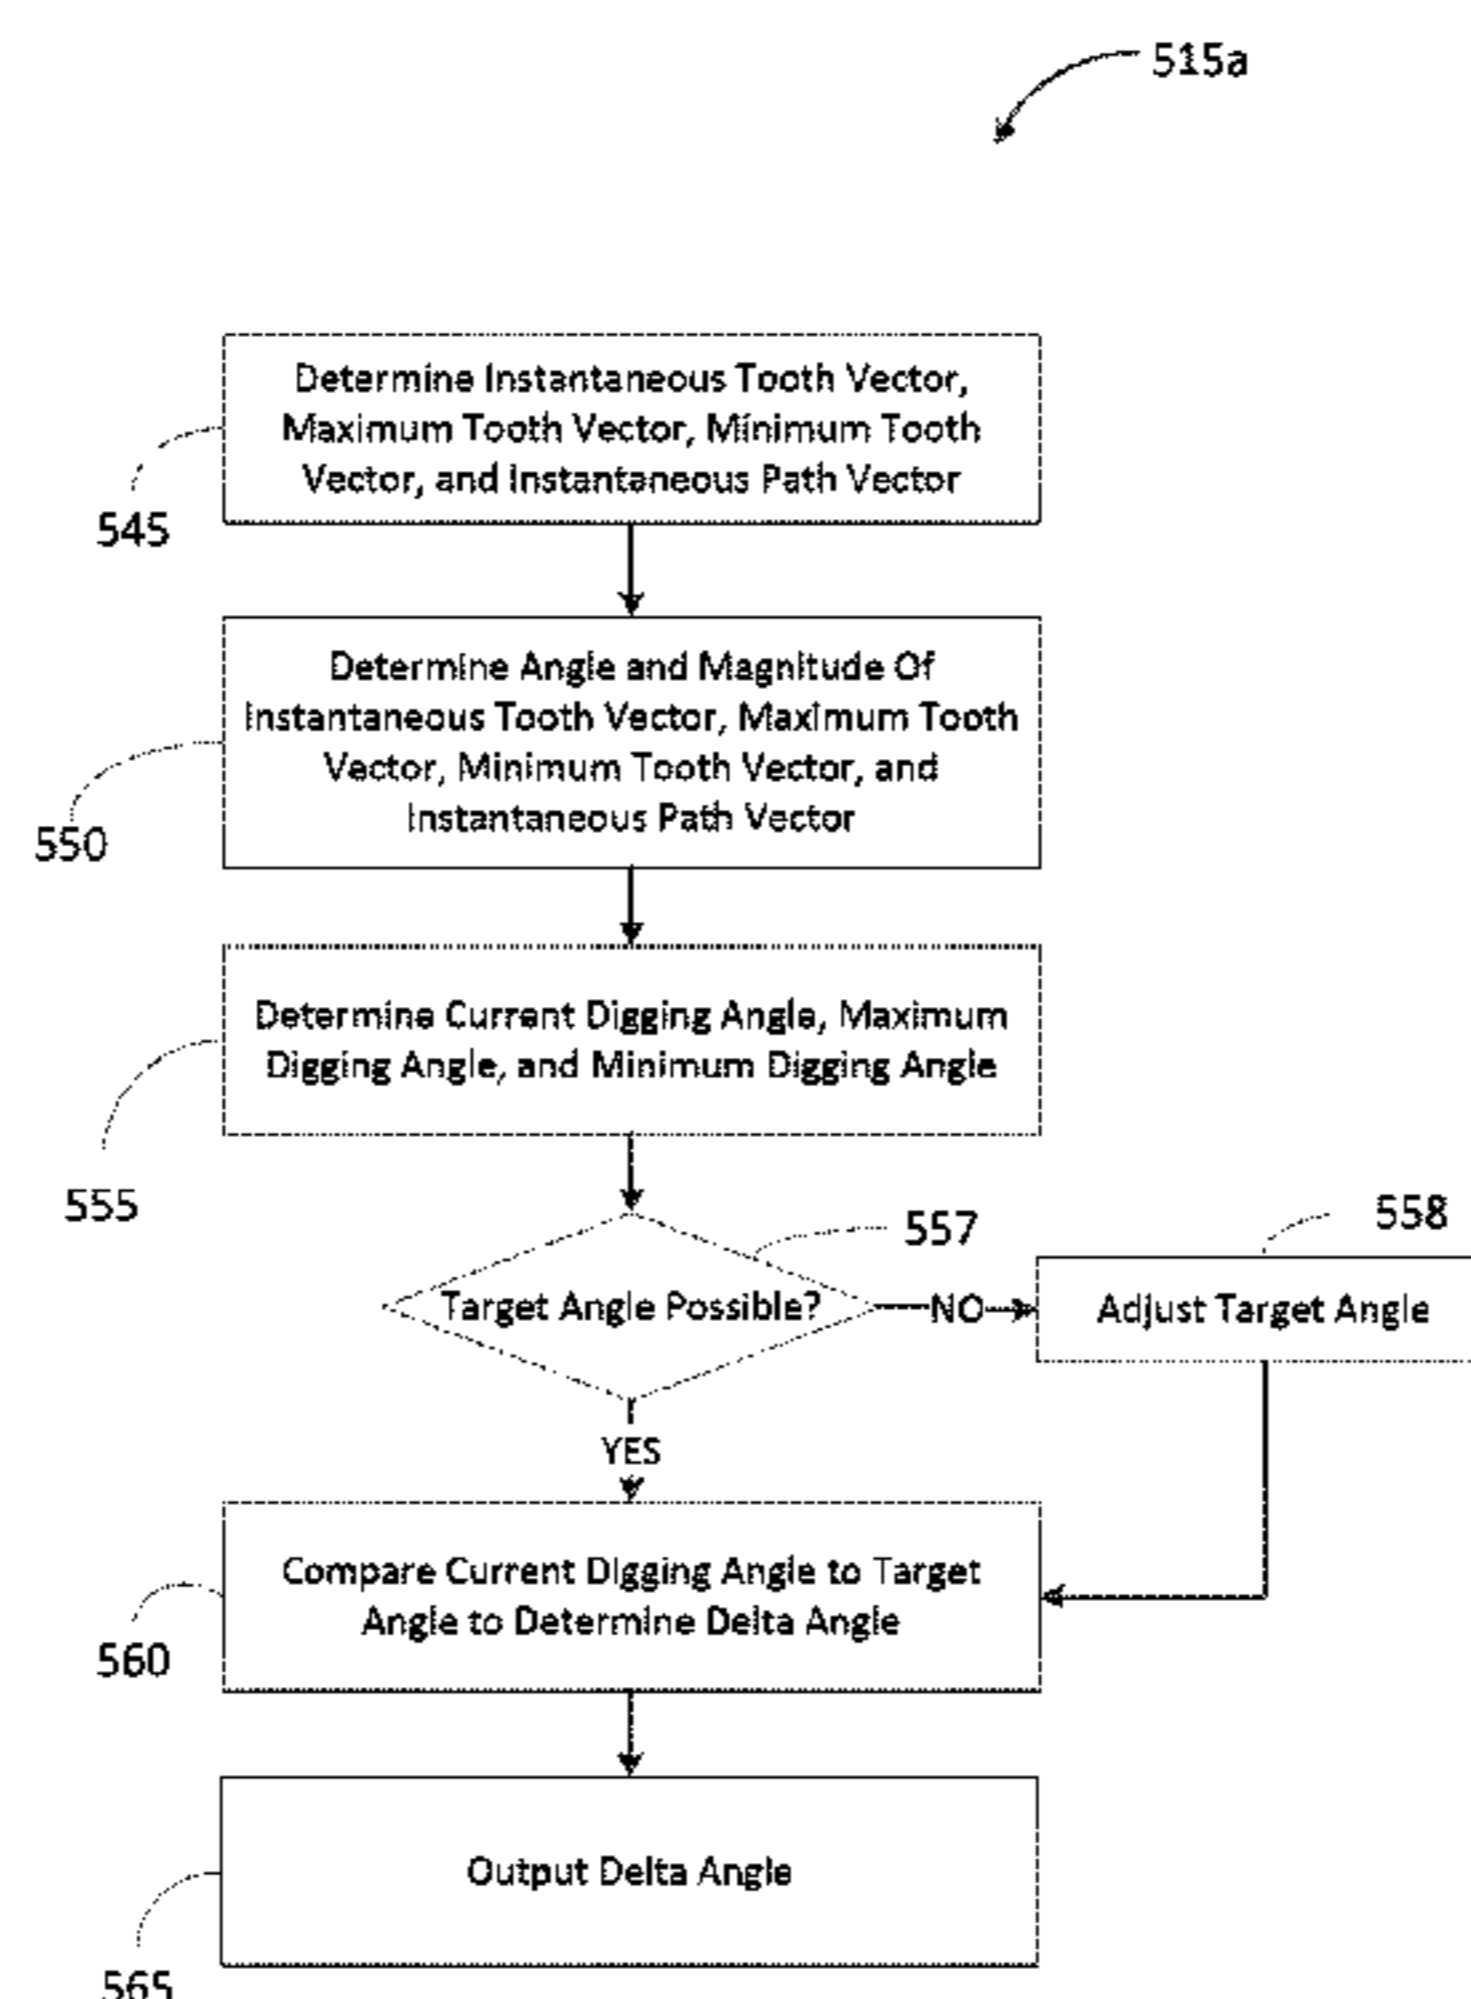 515a
Determine Instantaneous Tooth Vector,
Maximum Tooth Vector, Minimum Tooth
Vector, and Instantaneous Path Vector
545
Determine Angle and Magnitude Of
Instantaneous Tooth Vector, Maximum Tooth
Vector, Minimum Tooth Vector, and
Instantaneous Path Vector
550
Determine Current Digging Angle, Maximum
Digging Angle, and Minimum Digging Angle
555
557
558
Target Angle Possible?
NO
Adjust Target Angle
YES
Compare Current Digging Angle to Target
Angle to Determine Delta Angle
560
Output Delta Angle
565